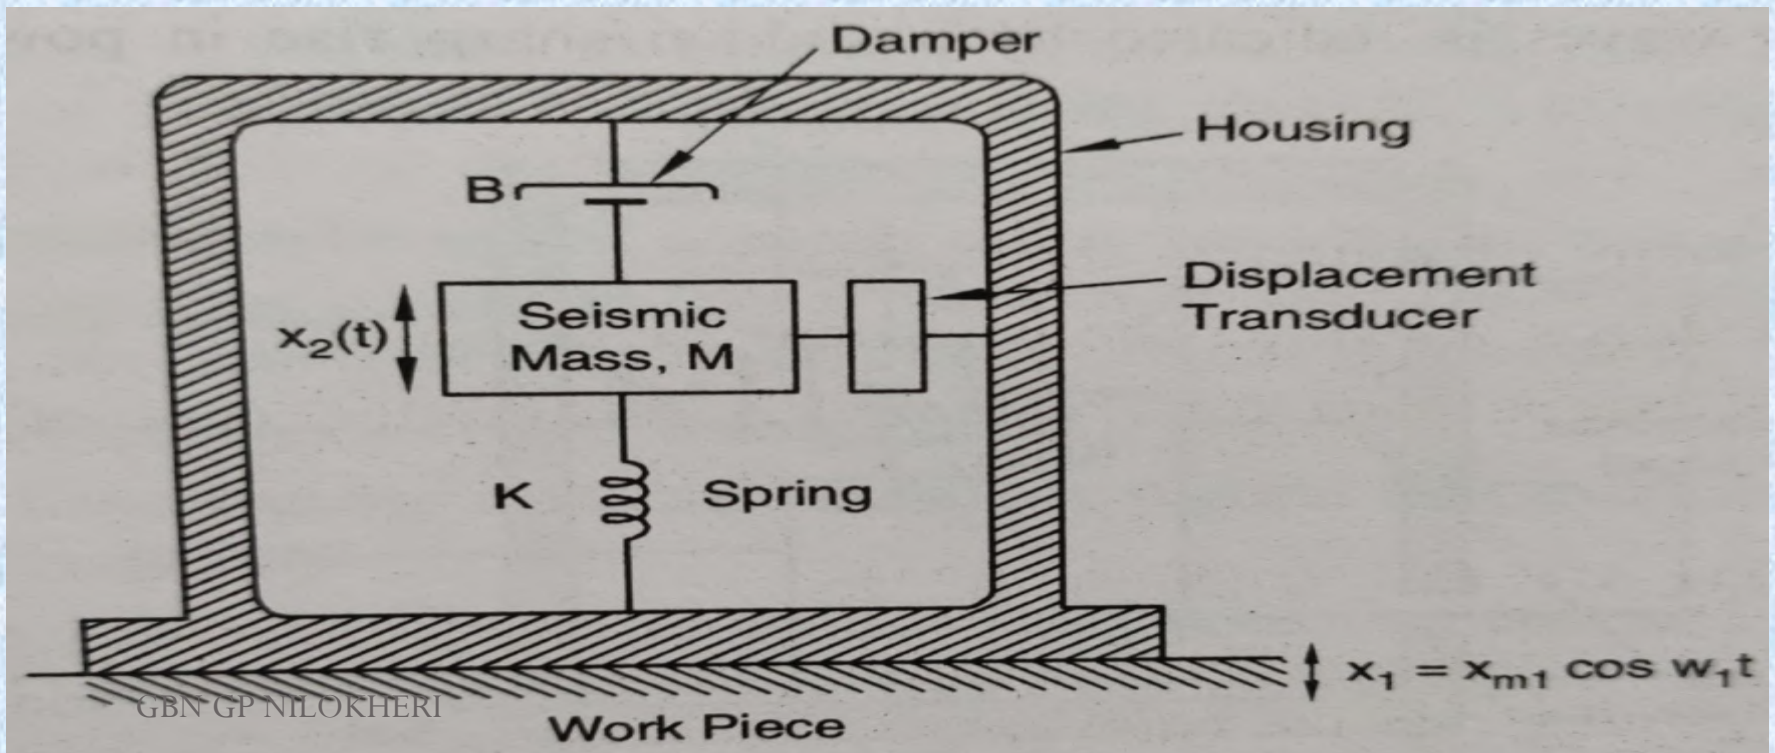 Damper
Housing
B
Displacement
Transducer
x₂(t)
Seismic
Mass, M
K
Spring
x₁ = xₘ₁ cos w₁t
GBN GP NILOKHERI
Work Piece